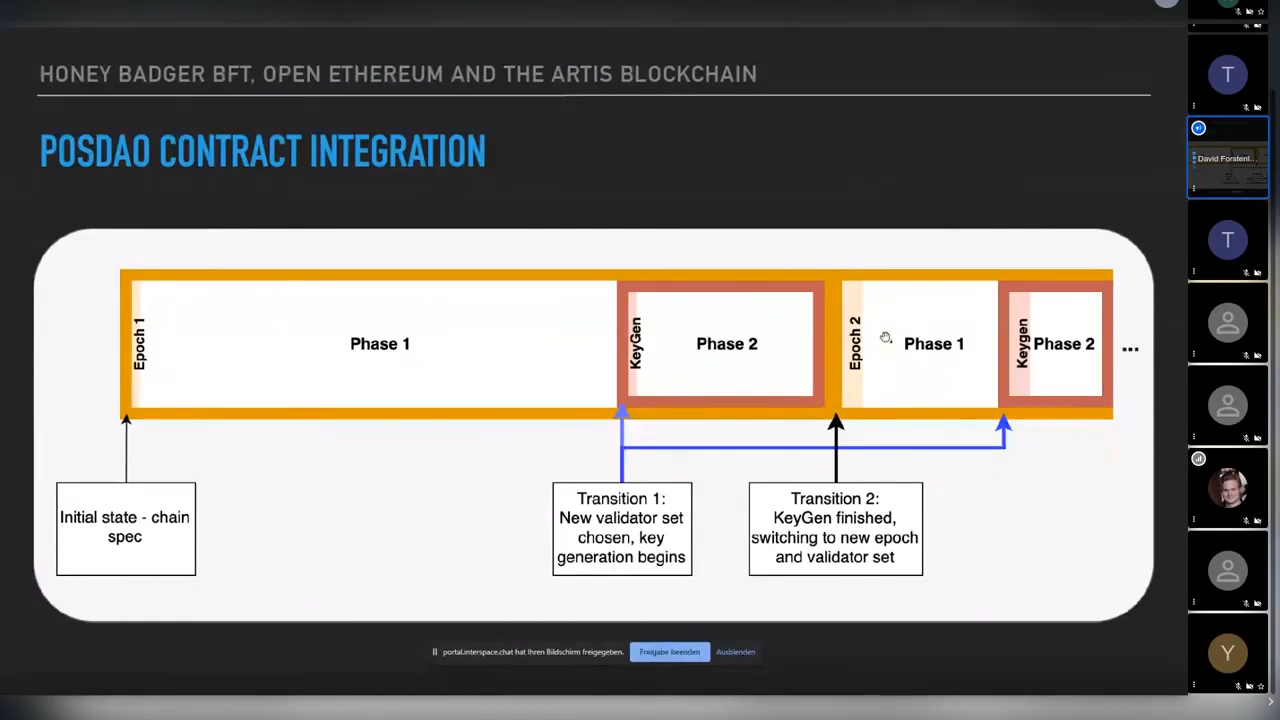 HONEY BADGER BFT, OPEN ETHEREUM AND THE ARTIS BLOCKCHAIN
POSDAO CONTRACT INTEGRATION
Epoch 1
Phase 1
KeyGen
Phase 2
Epoch 2
Phase 1
Keygen
Phase 2
...
Initial state - chain
spec
Transition 1:
New validator set
chosen, key
generation begins
Transition 2:
KeyGen finished,
switching to new epoch
and validator set
portal.interspace.chat hat Ihren Bildschirm freigegeben.
Freigabe beenden
Ausblenden
T
David Forstenl...
T
Y